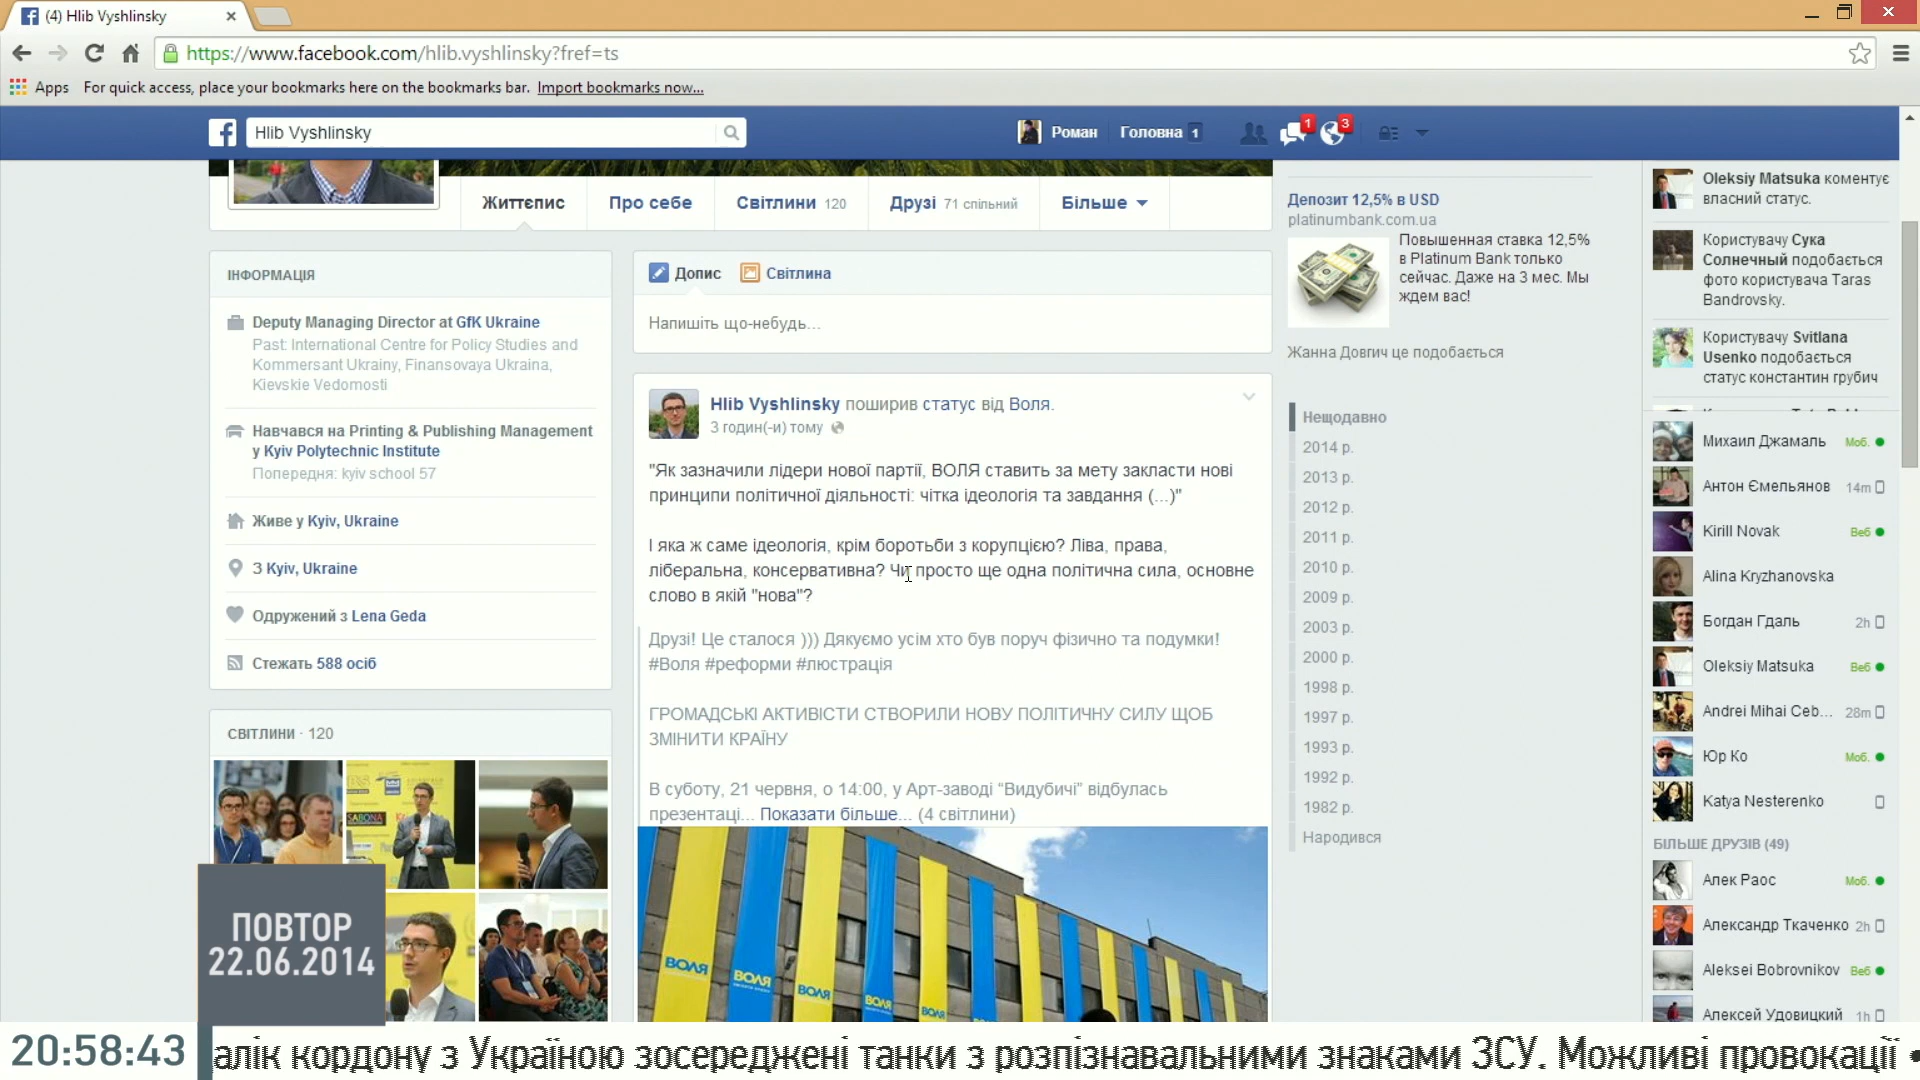 (4) Hlib Vyshlinsky
https://www.facebook.com/hlib.vyshlinsky?fref=ts
Apps For quick access, place your bookmarks here on the bookmarks bar. Import bookmarks now...
Hlib Vyshlinsky
Роман Головна 1
1
3
Життєпис Про себе Світлини 120 Друзі 71 спільний Більше
ІНФОРМАЦІЯ
Deputy Managing Director at GfK Ukraine
Past: International Centre for Policy Studies and
Kommersant Ukrainy, Finansovaya Ukraina,
Kievskie Vedomosti
Навчався на Printing & Publishing Management
у Kyiv Polytechnic Institute
Попередня: kyiv school 57
Живе у Kyiv, Ukraine
З Kyiv, Ukraine
Одружений з Lena Geda
Стежать 588 осіб
СВІТЛИНИ · 120
SABONA
ПОВТОР
22.06.2014
Допис Світлина
Напишіть що-небудь...
Hlib Vyshlinsky поширив статус від Воля.
3 годин(-и) тому
"Як зазначили лідери нової партії, ВОЛЯ ставить за мету закласти нові
принципи політичної діяльності: чітка ідеологія та завдання (...)"
І яка ж саме ідеологія, крім боротьби з корупцією? Ліва, права,
ліберальна, консервативна? Чи просто ще одна політична сила, основне
слово в якій "нова"?
Друзі! Це сталося ))) Дякуємо усім хто був поруч фізично та подумки!
#Воля #реформи #люстрація
ГРОМАДСЬКІ АКТИВІСТИ СТВОРИЛИ НОВУ ПОЛІТИЧНУ СИЛУ ЩОБ
ЗМІНИТИ КРАЇНУ
В суботу, 21 червня, о 14:00, у Арт-заводі “Видубичі” відбулась
презентаці... Показати більше... (4 світлини)
ВОЛЯ
ВОЛЯ
ВОЛЯ
ВОЛЯ
ВОЛЯ
Депозит 12,5% в USD
platinumbank.com.ua
Повышенная ставка 12,5%
в Platinum Bank только
сейчас. Даже на 3 мес. Мы
ждем вас!
Жанна Довгич це подобається
Нещодавно
2014 р.
2013 р.
2012 р.
2011 р.
2010 р.
2009 р.
2003 р.
2000 р.
1998 р.
1997 р.
1993 р.
1992 р.
1982 р.
Народився
Oleksiy Matsuka коментує
власний статус.
Користувачу Сука
Солнечный подобається
фото користувача Taras
Bandrovsky.
Користувачу Svitlana
Usenko подобається
статус константин грубич
Михаил Джамаль Моб.
Антон Ємельянов 14m
Kirill Novak Веб
Alina Kryzhanovska
Богдан Гдаль 2h
Oleksiy Matsuka Веб
Andrei Mihai Ceb... 28m
Юр Ко Моб.
Katya Nesterenko
БІЛЬШЕ ДРУЗІВ (49)
Алек Раос Моб.
Александр Ткаченко 2h
Aleksei Bobrovnikov Веб
Алексей Удовицкий 1h
20:58:43 алік кордону з Україною зосереджені танки з розпізнавальними знаками ЗСУ. Можливі провокації •